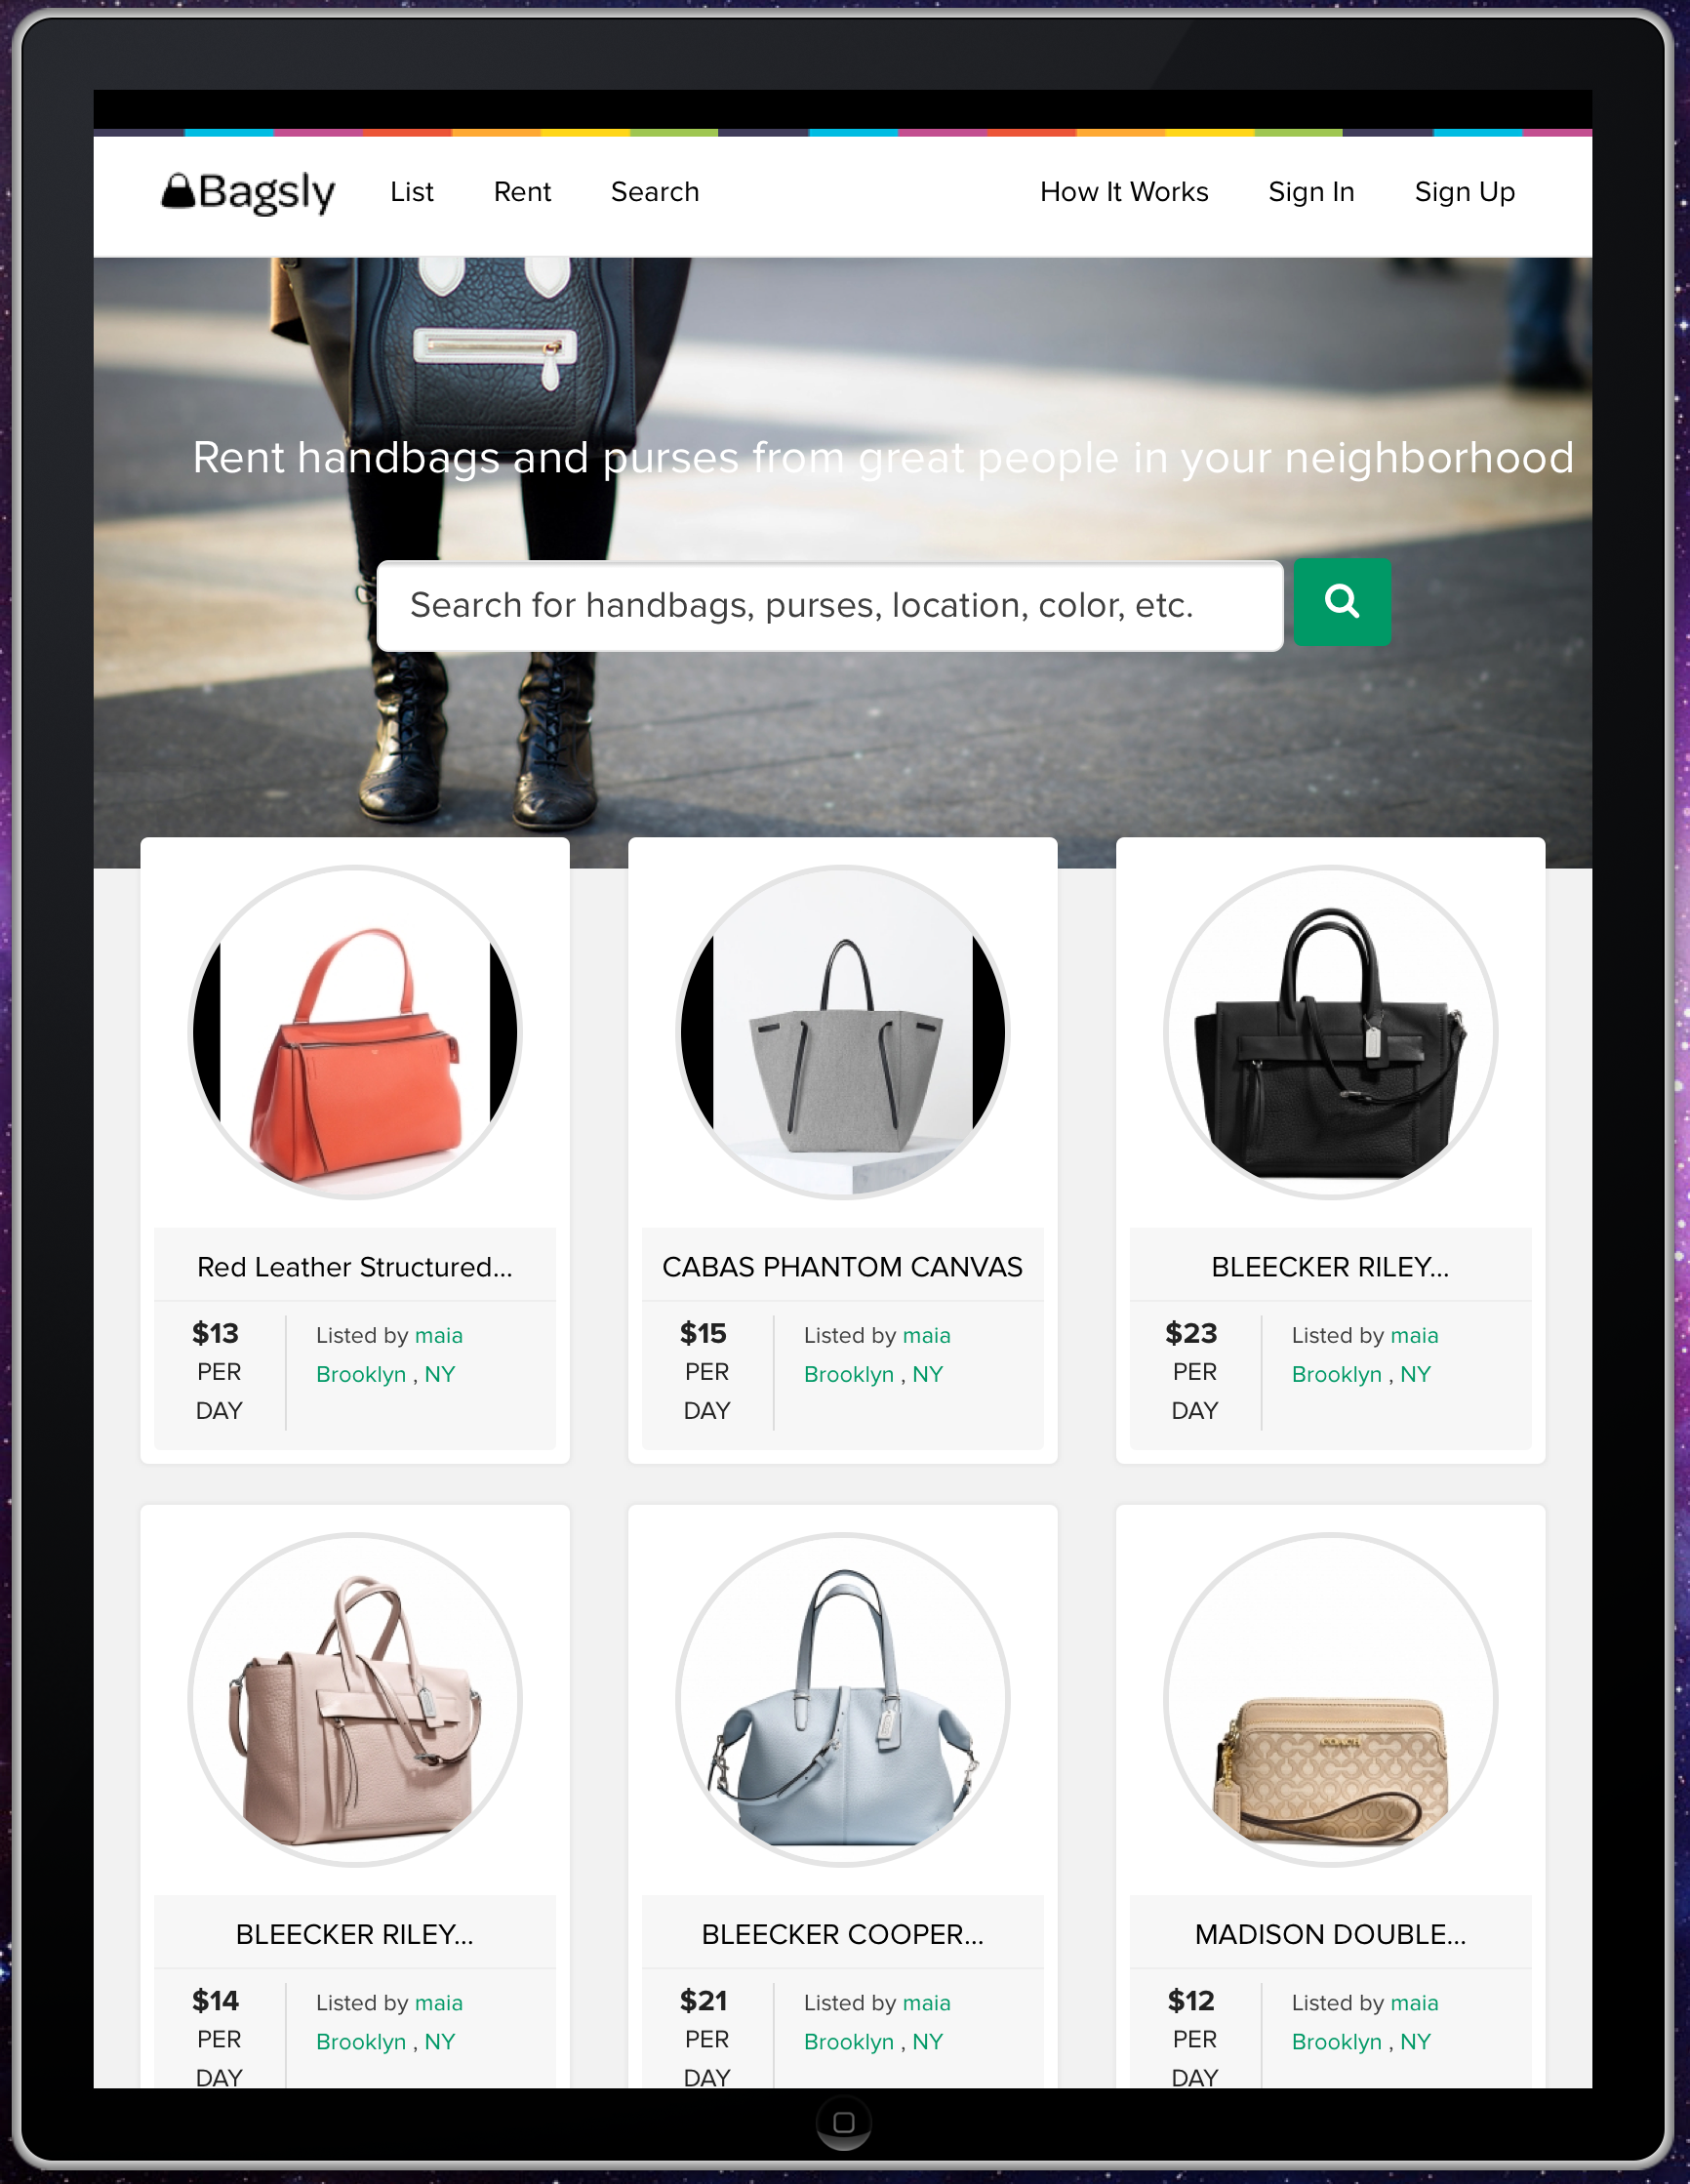 Bagsly List Rent Search How It Works Sign In Sign Up
Rent handbags and purses from great people in your neighborhood
Search for handbags, purses, location, color, etc.
Red Leather Structured...
$13
PER
DAY
Listed by maia
Brooklyn , NY
CABAS PHANTOM CANVAS
$15
PER
DAY
Listed by maia
Brooklyn , NY
BLEECKER RILEY...
$23
PER
DAY
Listed by maia
Brooklyn , NY
COACH
BLEECKER RILEY...
$14
PER
DAY
Listed by maia
Brooklyn , NY
BLEECKER COOPER...
$21
PER
DAY
Listed by maia
Brooklyn , NY
MADISON DOUBLE...
$12
PER
DAY
Listed by maia
Brooklyn , NY